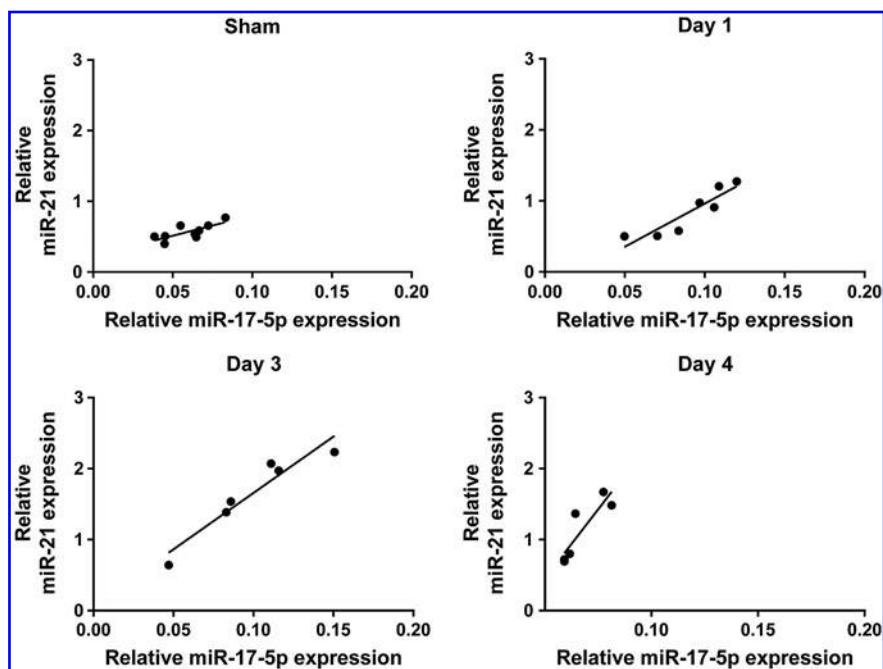 Sham
Relative
miR-21 expression
3
2
1
0
0.00 0.05 0.10 0.15 0.20
Relative miR-17-5p expression
Day 1
Relative
miR-21 expression
3
2
1
0
0.00 0.05 0.10 0.15 0.20
Relative miR-17-5p expression
Day 3
Relative
miR-21 expression
3
2
1
0
0.00 0.05 0.10 0.15 0.20
Relative miR-17-5p expression
Day 4
Relative
miR-21 expression
3
2
1
0
0.10 0.15 0.20
Relative miR-17-5p expression